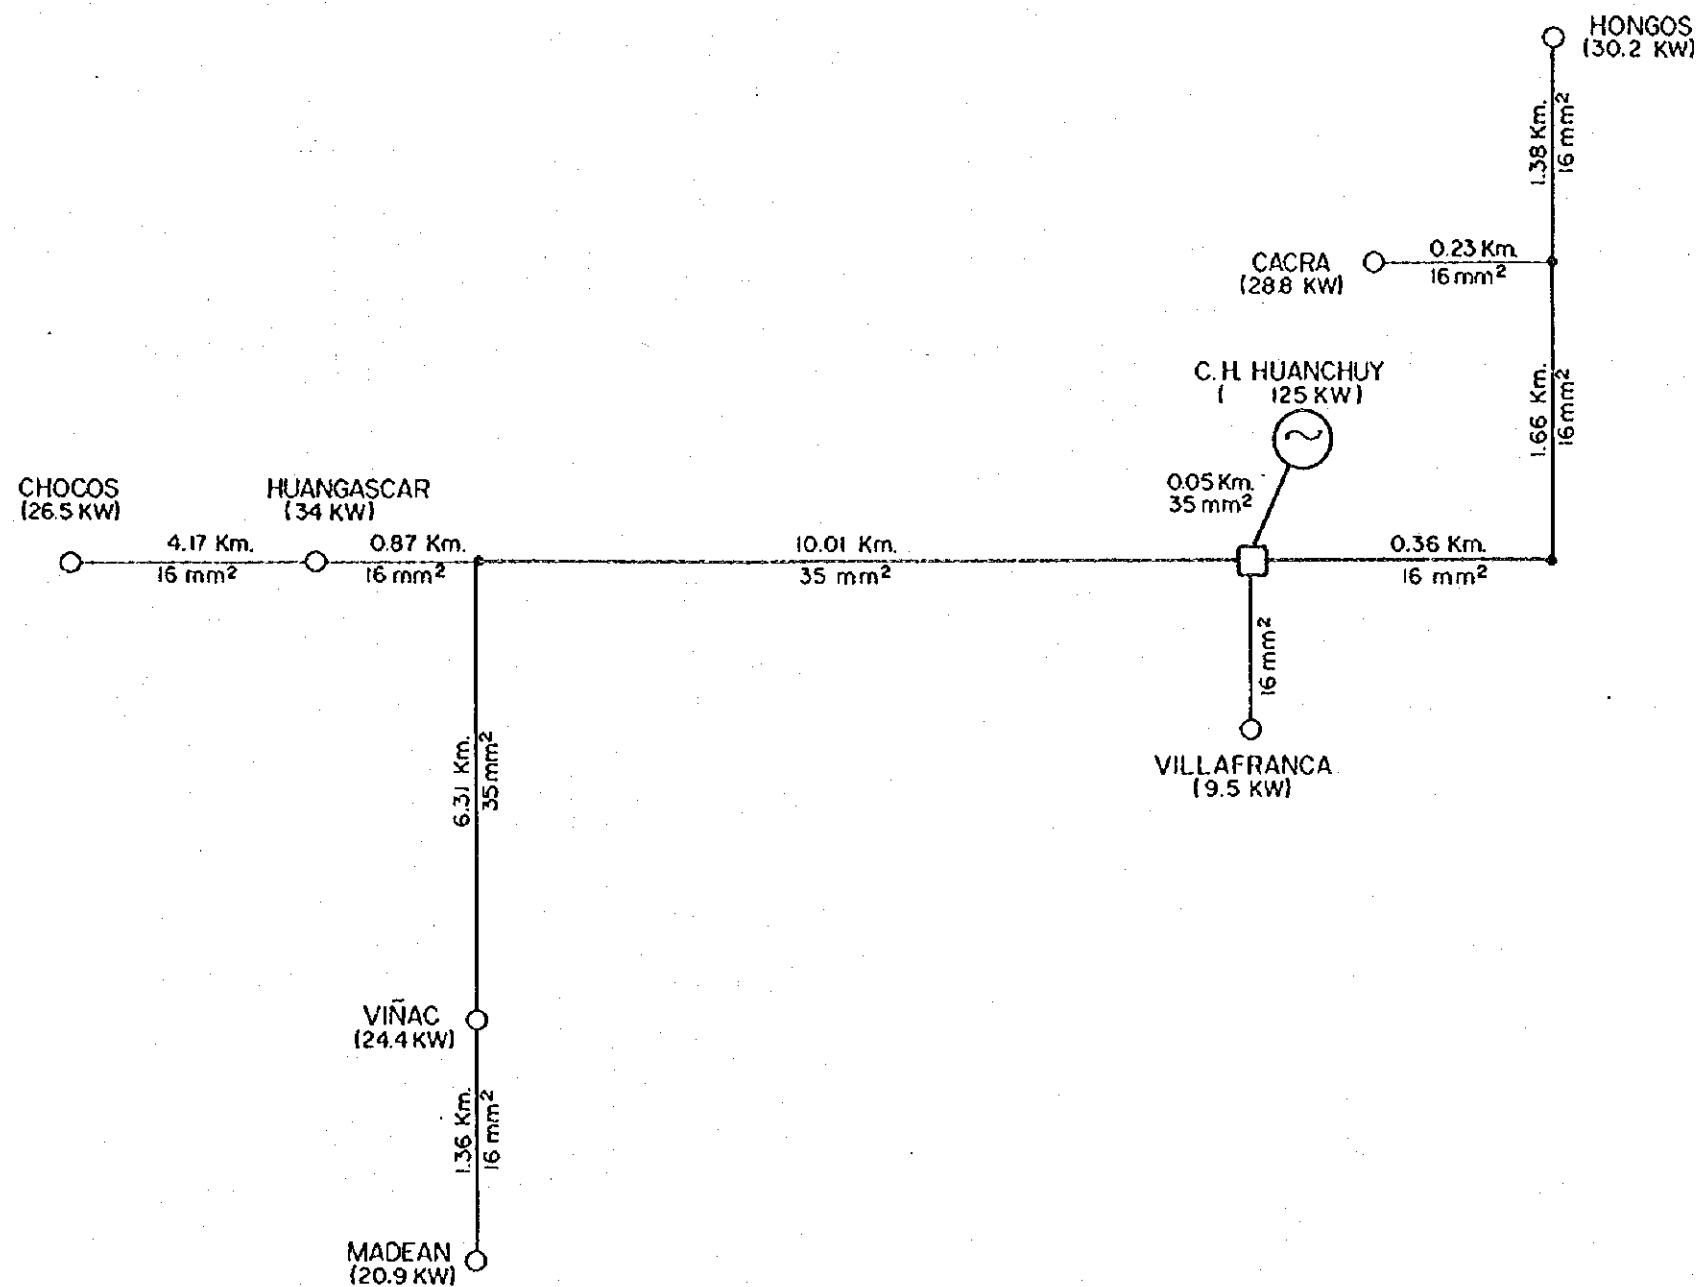 HONGOS
(30.2 KW)
1.38 Km.
16 mm²
CACRA
(28.8 KW)
0.23 Km.
16 mm²
C.H. HUANCHUY
( 125 KW)
1.66 Km.
16 mm²
0.05 Km.
35 mm²
CHOCOS
(26.5 KW)
HUANGASCAR
(34 KW)
4.17 Km.
16 mm²
0.87 Km.
16 mm²
10.01 Km.
35 mm²
0.36 Km.
16 mm²
16 mm²
VILLAFRANCA
(9.5 KW)
6.31 Km.
35 mm²
VIÑAC
(24.4 KW)
1.36 Km.
16 mm²
MADEAN
(20.9 KW)